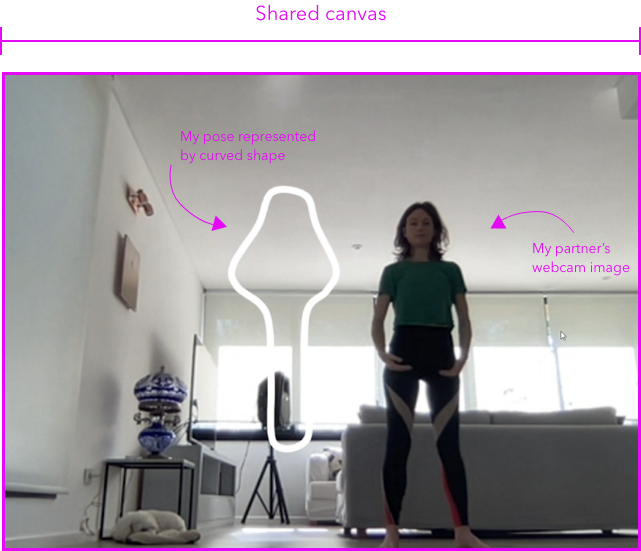 Shared canvas
My pose represented
by curved shape
My partner's
webcam image